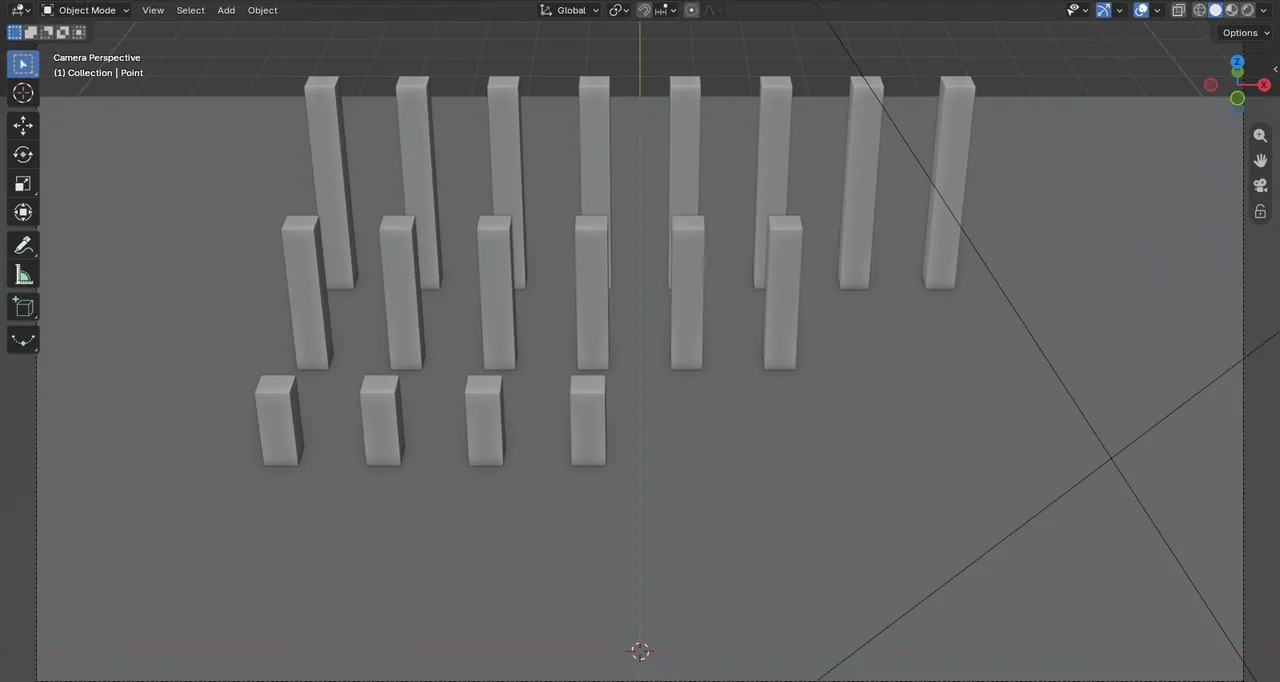 Object Mode View Select Add Object Global
Options
Camera Perspective
(1) Collection | Point
Z
X